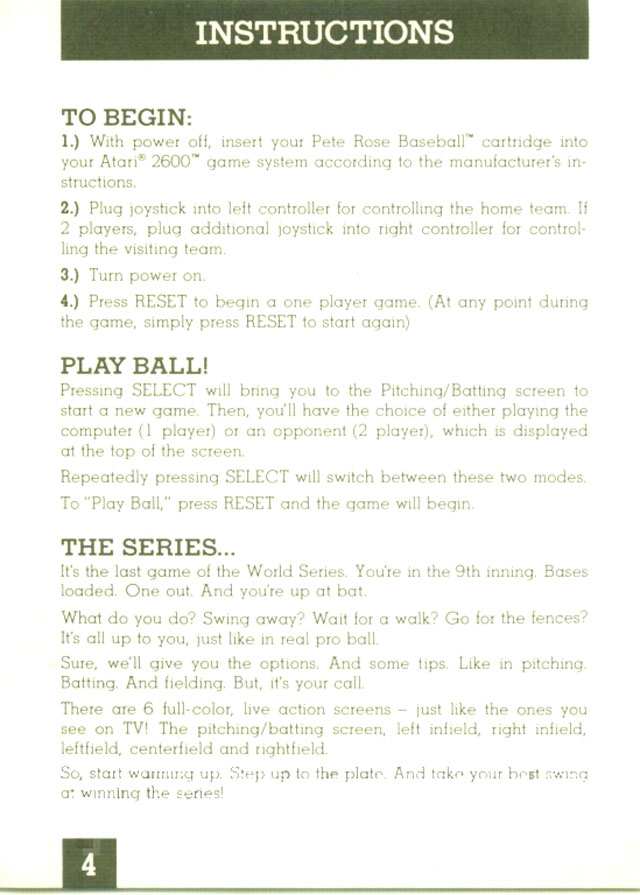 INSTRUCTIONS
TO BEGIN:
1.) With power off, insert your Pete Rose Baseball™ cartridge into
your Atari® 2600™ game system according to the manufacturer's in-
structions.
2.) Plug joystick into left controller for controlling the home team. If
2 players, plug additional joystick into right controller for control-
ling the visiting team.
3.) Turn power on.
4.) Press RESET to begin a one player game. (At any point during
the game, simply press RESET to start again)
PLAY BALL!
Pressing SELECT will bring you to the Pitching/Batting screen to
start a new game. Then, you'll have the choice of either playing the
computer (1 player) or an opponent (2 player), which is displayed
at the top of the screen.
Repeatedly pressing SELECT will switch between these two modes.
To "Play Ball," press RESET and the game will begin.
THE SERIES...
It's the last game of the World Series. You're in the 9th inning. Bases
loaded. One out. And you're up at bat.
What do you do? Swing away? Wait for a walk? Go for the fences?
It's all up to you, just like in real pro ball.
Sure, we'll give you the options. And some tips. Like in pitching.
Batting. And fielding. But, it's your call.
There are 6 full-color, live action screens – just like the ones you
see on TV! The pitching/batting screen, left infield, right infield,
leftfield, centerfield and rightfield.
So, start warming up. Step up to the plate. And take your best swing
at winning the series!
4